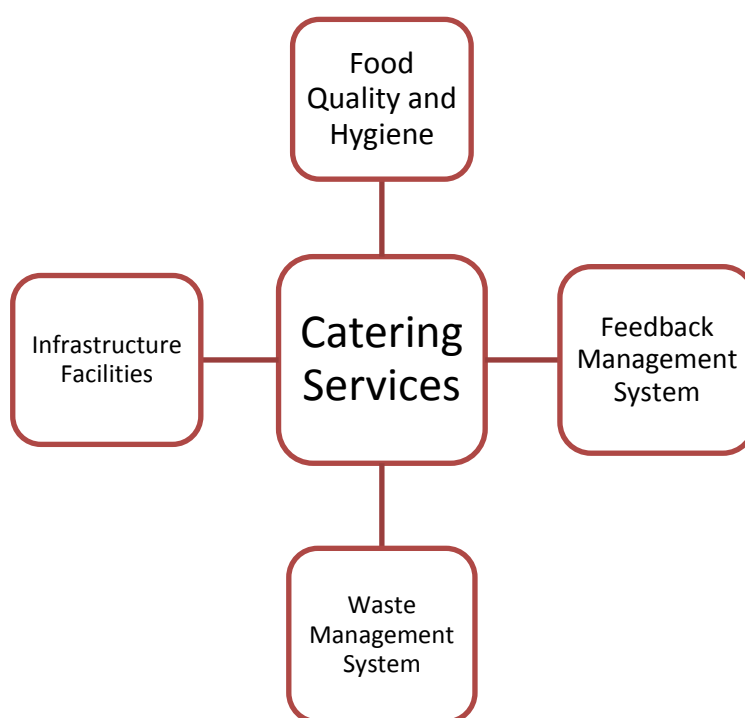 Food
Quality and
Hygiene
Infrastructure
Facilities
Catering
Services
Feedback
Management
System
Waste
Management
System